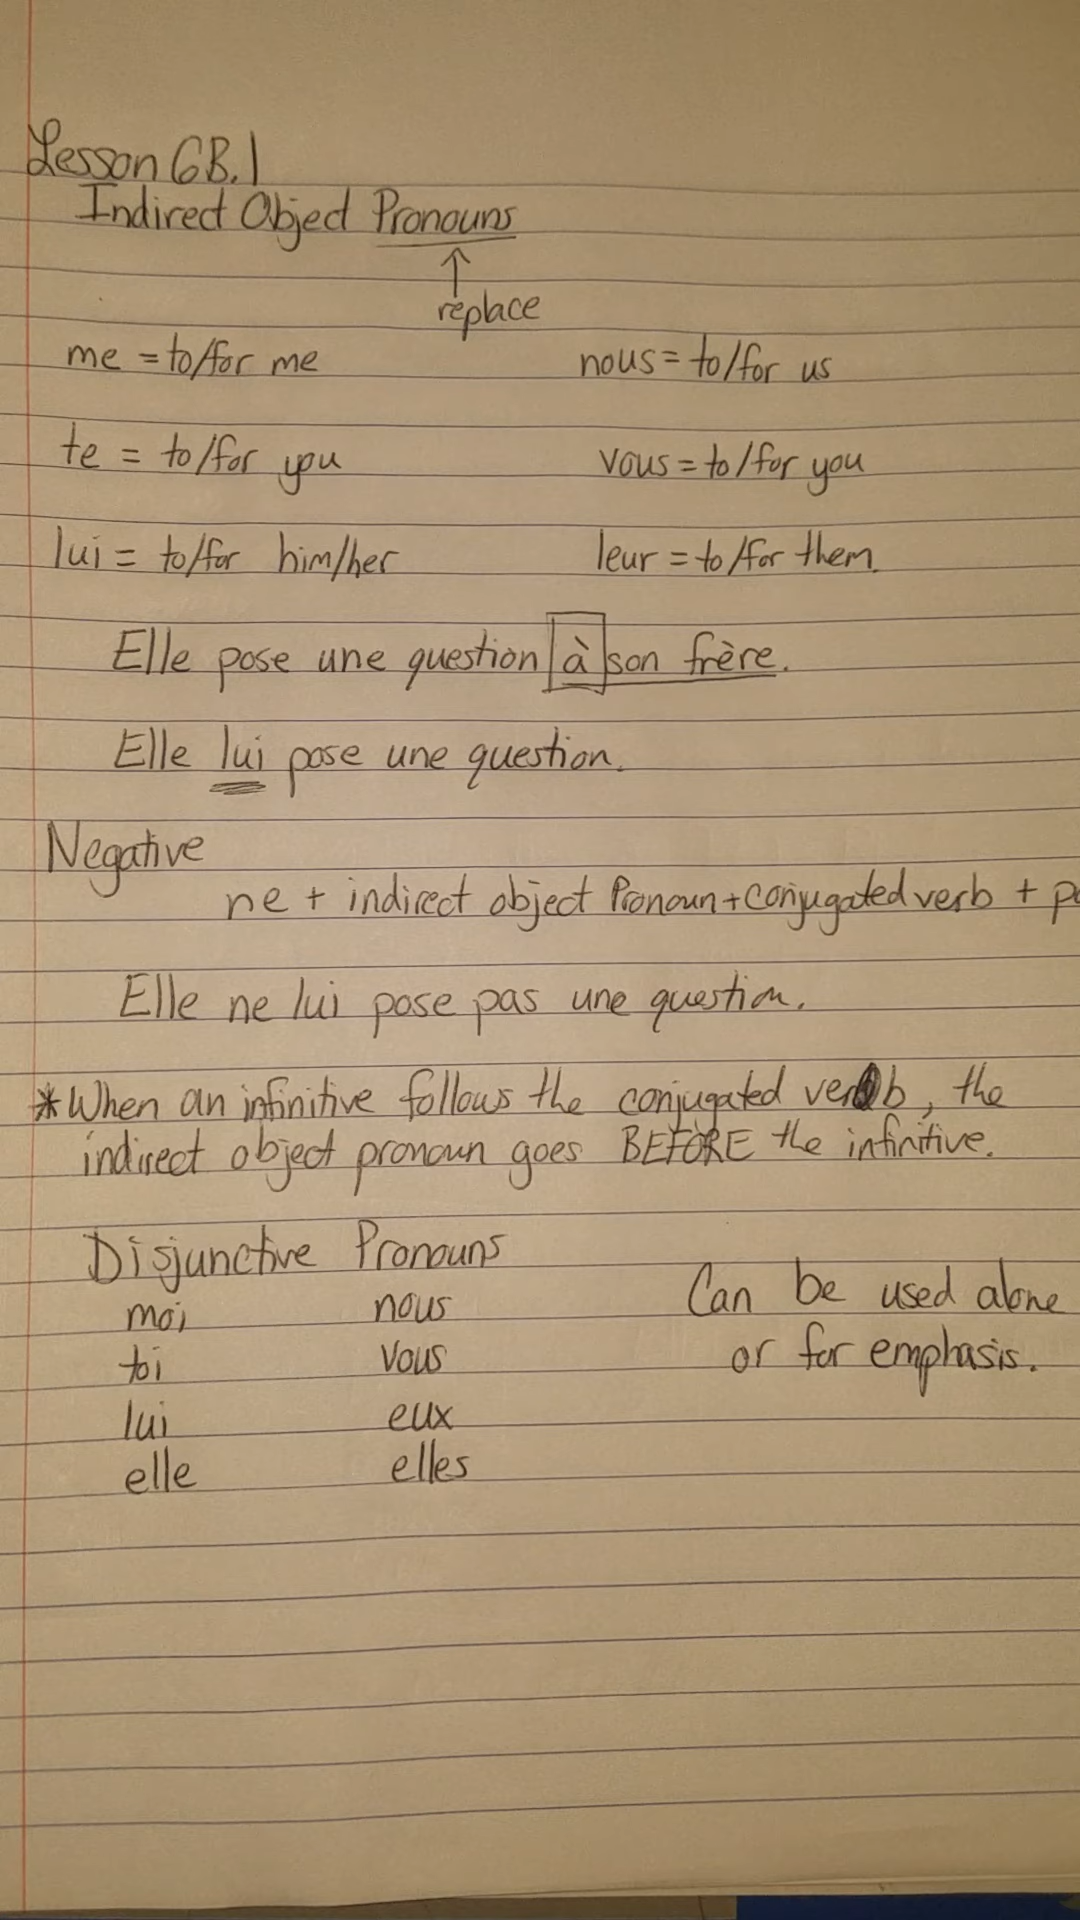 Lesson 6B.1
Indirect Object Pronouns
↑
replace
me = to/for me nous = to/for us
te = to/for you vous = to/for you
lui = to/for him/her leur = to/for them.
Elle pose une question à son frère.
Elle lui pose une question.
Negative
ne + indirect object Pronoun + conjugated verb +
Elle ne lui pose pas une question.
*When an infinitive follows the conjugated verb, the
indirect object pronoun goes BEFORE the infinitive.
Disjunctive Pronouns
moi nous Can be used alone
toi vous or for emphasis.
lui eux
elle elles